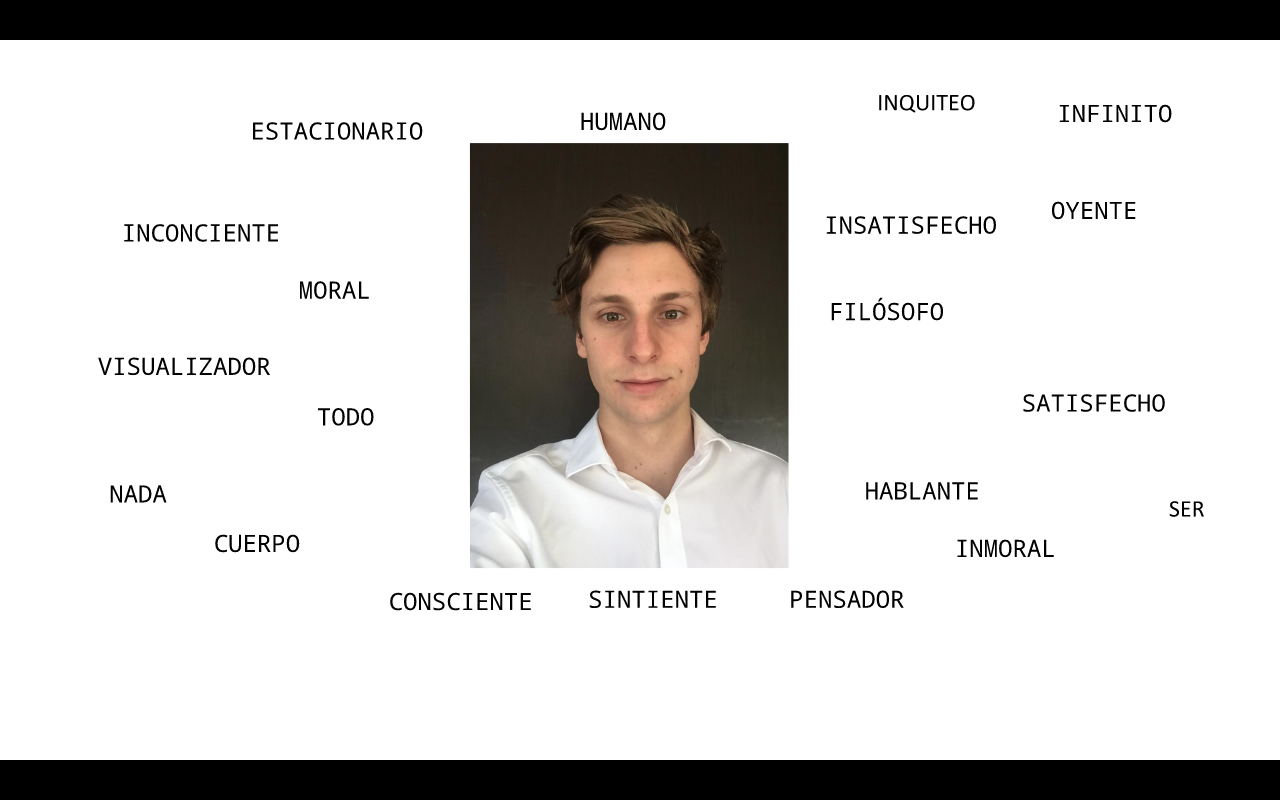 INQUITEO
INFINITO
HUMANO
ESTACIONARIO
OYENTE
INSATISFECHO
INCONCIENTE
MORAL
FILÓSOFO
VISUALIZADOR
SATISFECHO
TODO
HABLANTE
NADA
SER
CUERPO
INMORAL
CONSCIENTE
SINTIENTE
PENSADOR